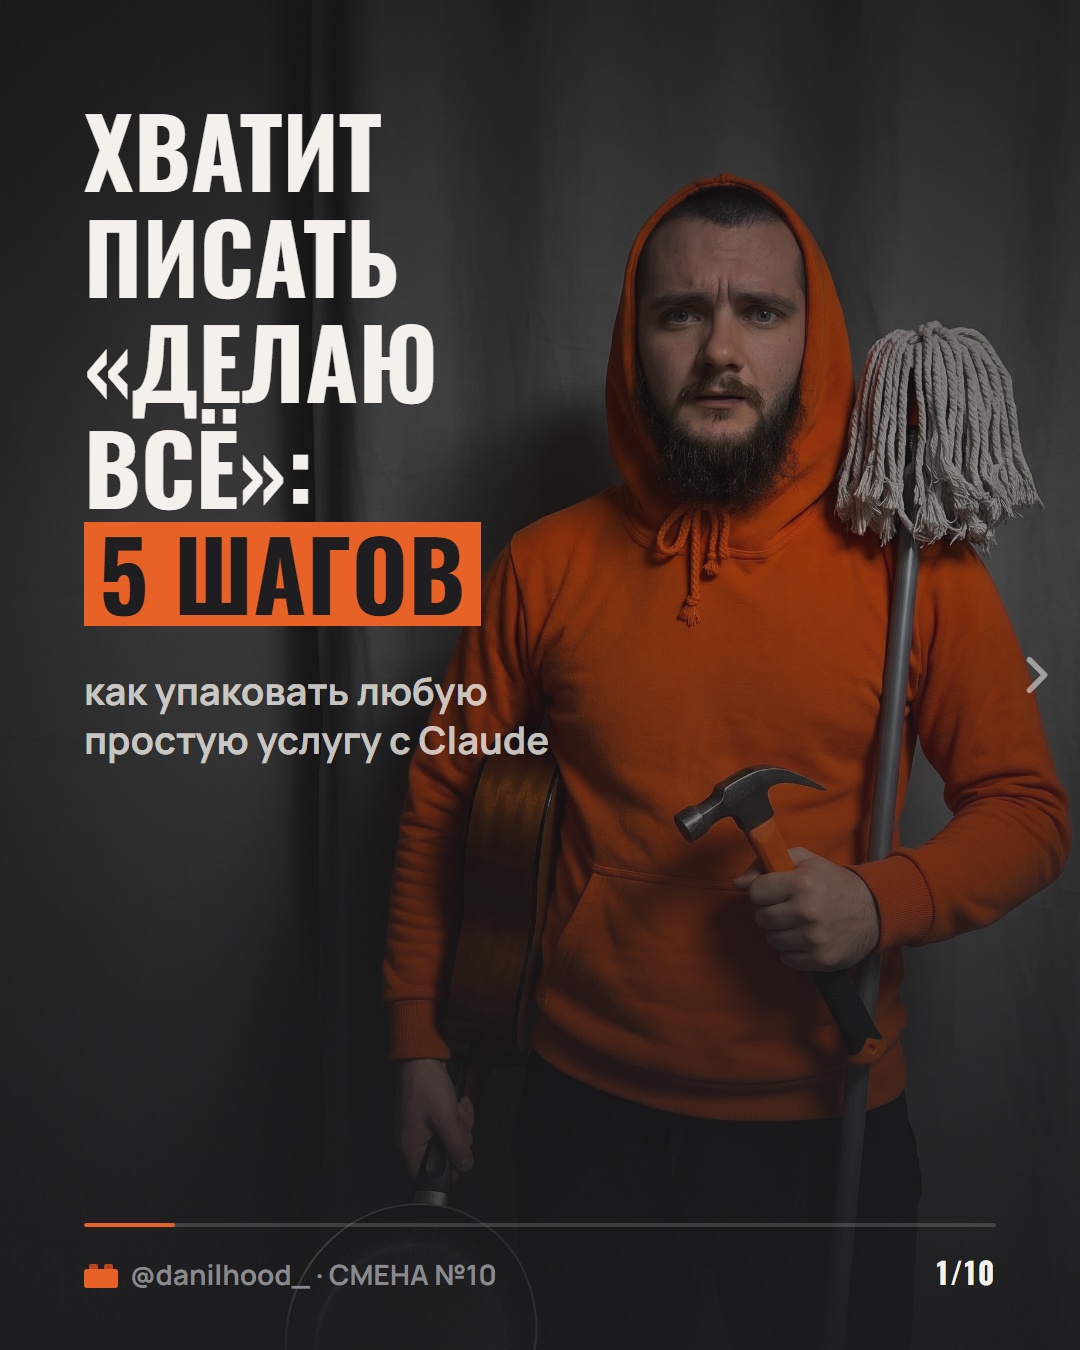 ХВАТИТ
ПИСАТЬ
«ДЕЛАЮ
ВСЁ»:
5 ШАГОВ
как упаковать любую
простую услугу с Claude
@danilhood_ · СМЕНА №10
1/10